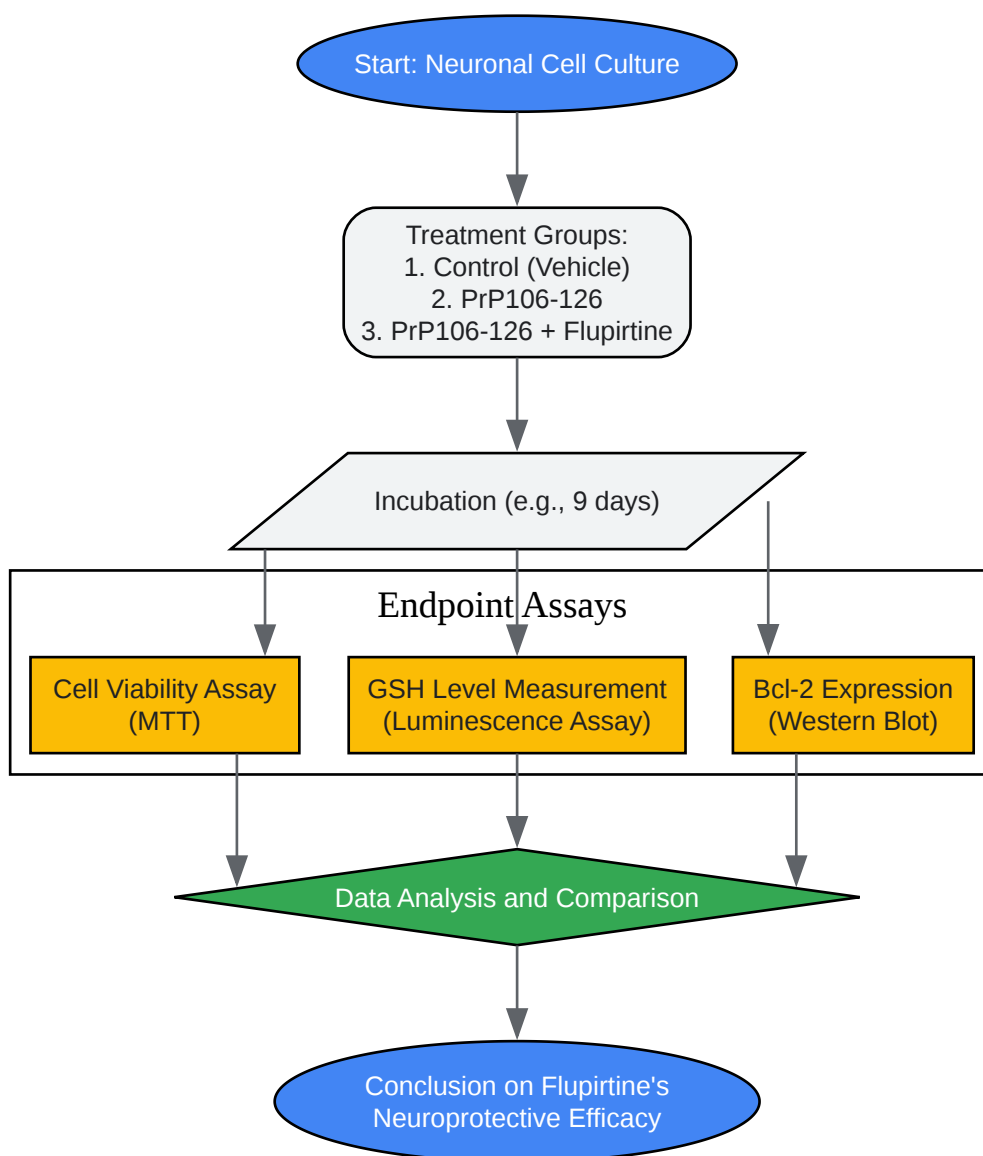 Start: Neuronal Cell Culture
Treatment Groups:
1. Control (Vehicle)
2. PrP106-126
3. PrP106-126 + Flupirtine
Incubation (e.g., 9 days)
Endpoint Assays
Cell Viability Assay
(MTT)
GSH Level Measurement
(Luminescence Assay)
Bcl-2 Expression
(Western Blot)
Data Analysis and Comparison
Conclusion on Flupirtine's
Neuroprotective Efficacy